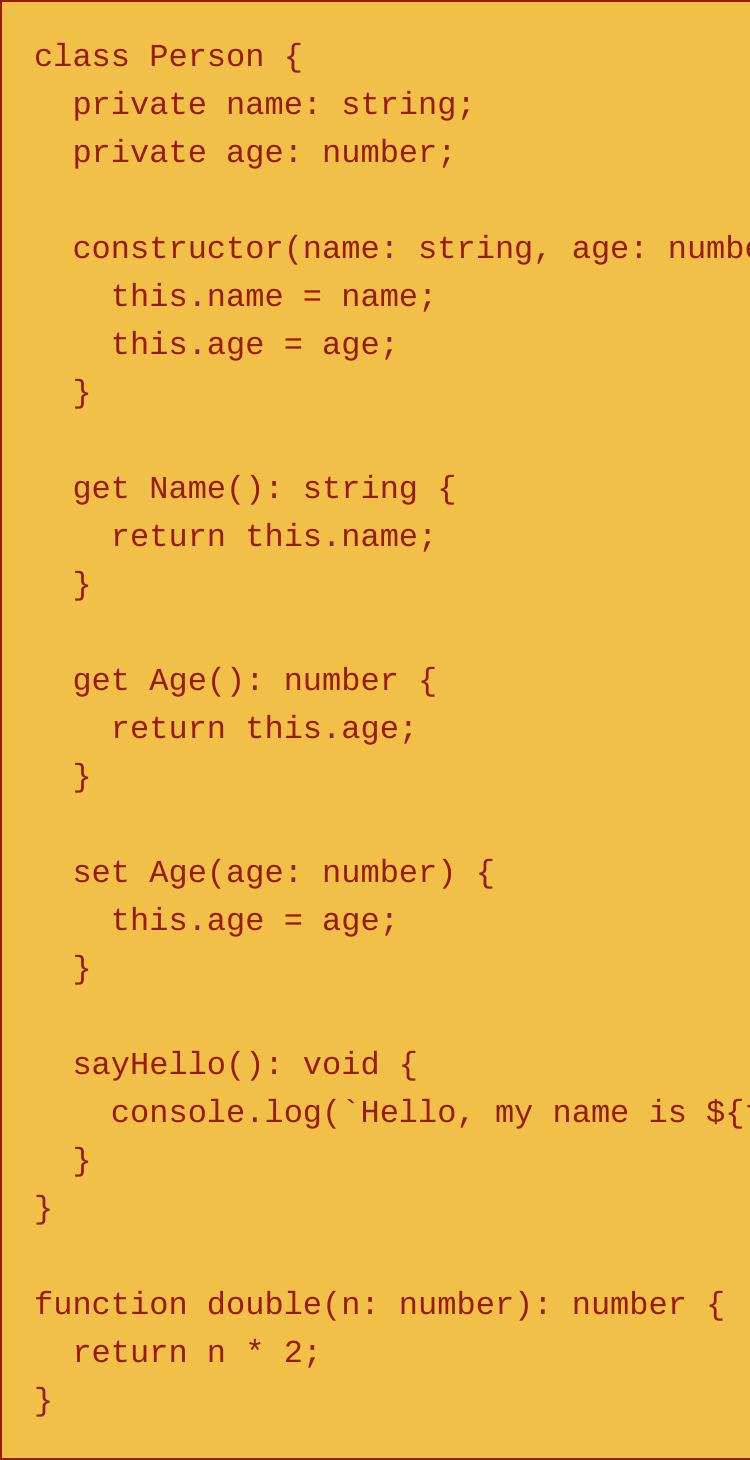 class Person {
  private name: string;
  private age: number;

  constructor(name: string, age:
    this.name = name;
    this.age = age;
  }

  get Name(): string {
    return this.name;
  }

  get Age(): number {
    return this.age;
  }

  set Age(age: number) {
    this.age = age;
  }

  sayHello(): void {
    console.log(`Hello, my name is ${
  }
}

function double(n: number): number {
  return n * 2;
}